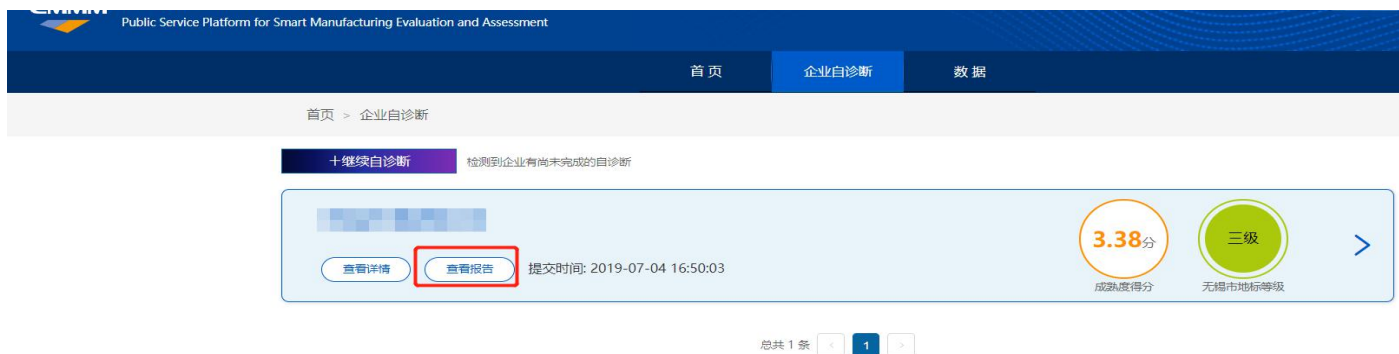 Public Service Platform for Smart Manufacturing Evaluation and Assessment
首页 企业自诊断 数据
首页 > 企业自诊断
十继续自诊断 检测到企业有尚未完成的自诊断
3.38分 三级
查看详情 查看报告 提交时间: 2019-07-04 16:50:03
成熟度得分 无锡市地标等级
总共 1 条 < 1 >